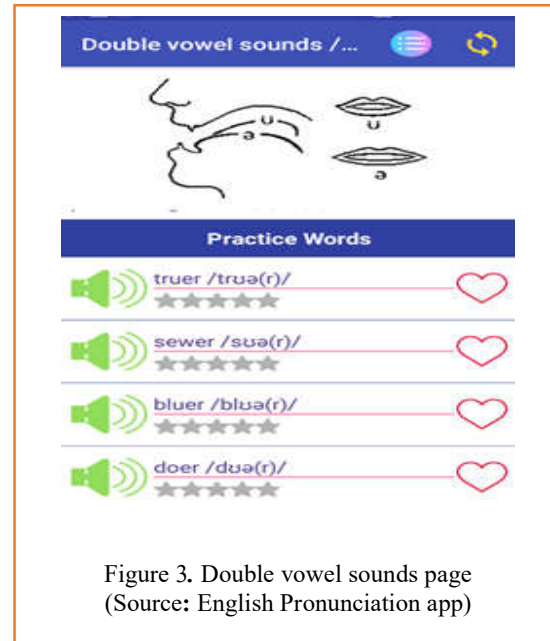 Double vowel sounds /...
ʊ
ə
ʊ
ə
Practice Words
truer /trʊə(r)/
sewer /sʊə(r)/
bluer /blʊə(r)/
doer /dʊə(r)/
Figure 3. Double vowel sounds page
(Source: English Pronunciation app)